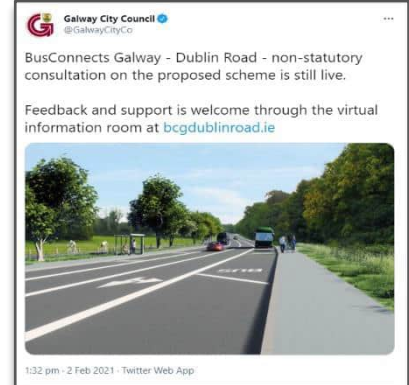 Galway City Council
@GalwayCityCo
BusConnects Galway - Dublin Road - non-statutory
consultation on the proposed scheme is still live.
Feedback and support is welcome through the virtual
information room at bcgdublinroad.ie
BUS
1:32 pm - 2 Feb 2021 - Twitter Web App